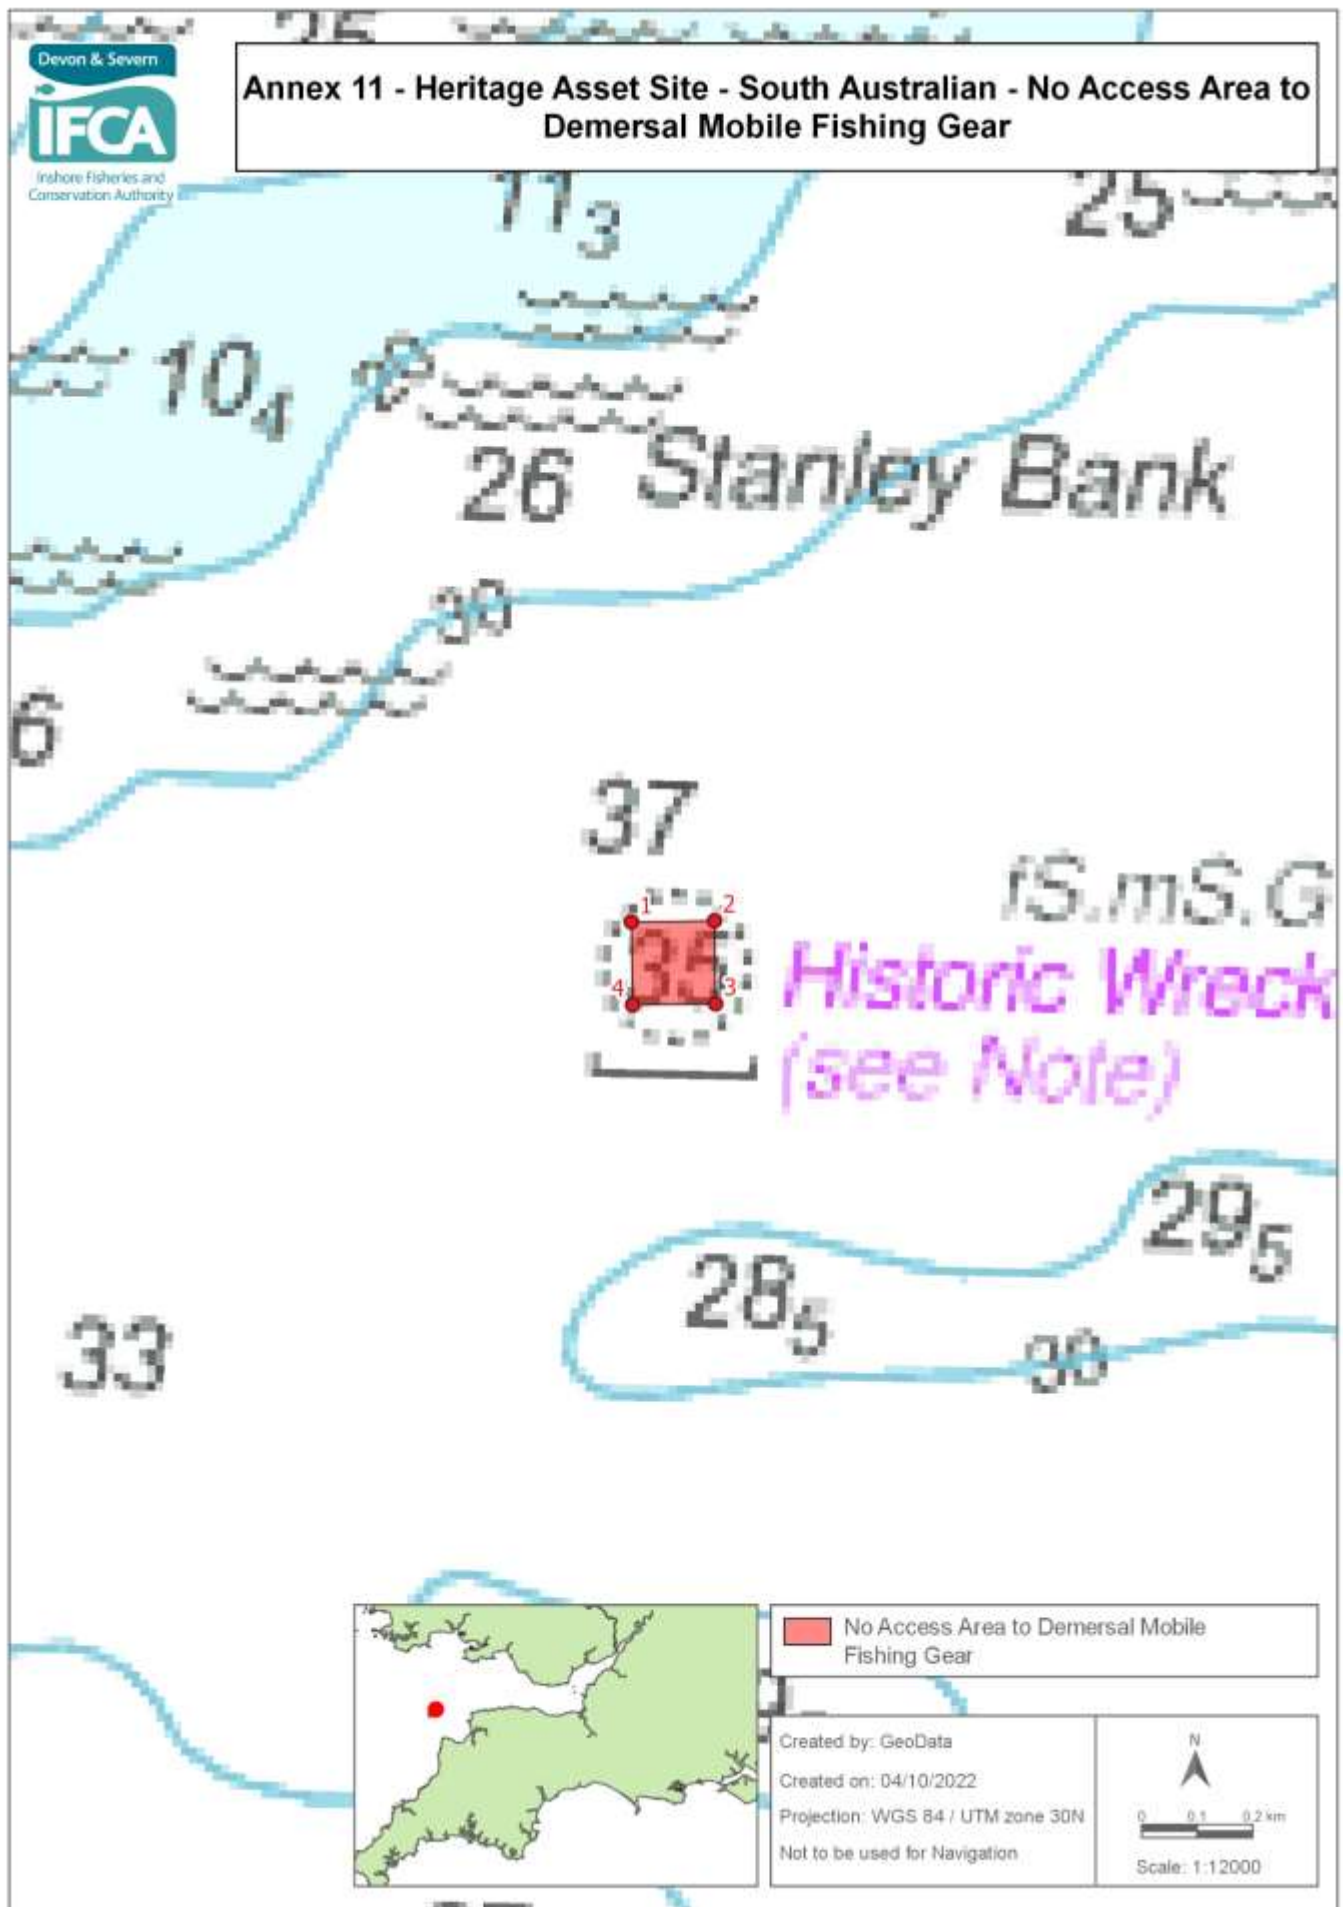 Devon & Severn
IFCA
Inshore Fisheries and
Conservation Authority
Annex 11 - Heritage Asset Site - South Australian - No Access Area to
Demersal Mobile Fishing Gear
11₃
25
10₄
20
26
Stanley Bank
30
6
37
1
2
35
4
3
fS.mS.G
Historic Wreck
(see Note)
29₅
28₅
33
30
No Access Area to Demersal Mobile
Fishing Gear
Created by: GeoData
Created on: 04/10/2022
Projection: WGS 84 / UTM zone 30N
Not to be used for Navigation
N
0 0.1 0.2 km
Scale: 1:12000